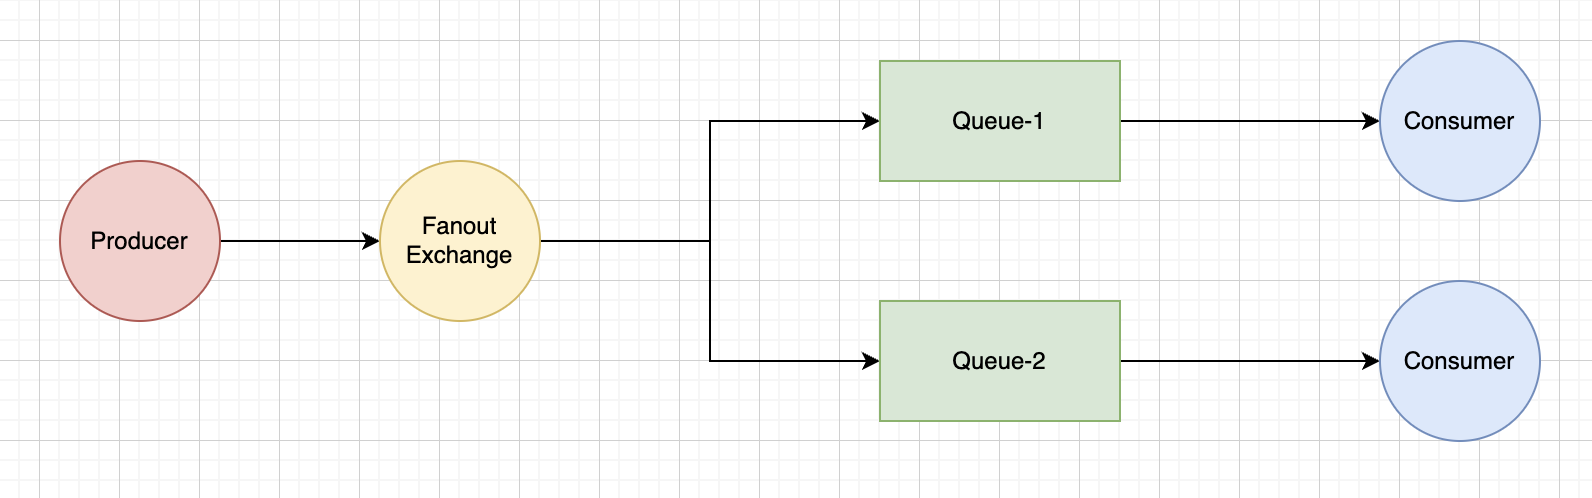 Producer
Fanout
Exchange
Queue-1
Consumer
Queue-2
Consumer